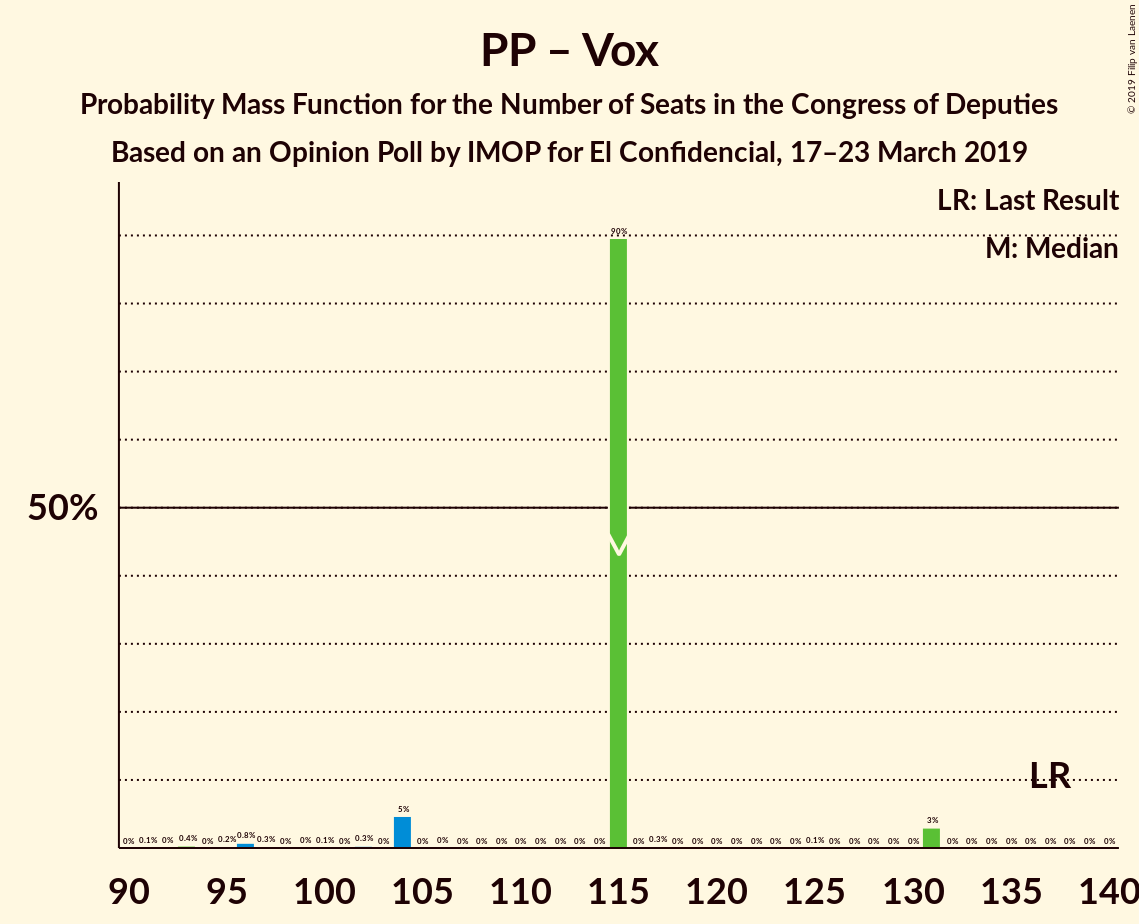 PP – Vox
Probability Mass Function for the Number of Seats in the Congress of Deputies
Based on an Opinion Poll by IMOP for El Confidencial, 17–23 March 2019
© 2019 Filip van Laenen
LR: Last Result
M: Median
90%
50%
M
LR
5%
3%
0% 0.1% 0% 0.4% 0% 0.2% 0.8% 0.3% 0% 0% 0.1% 0% 0.3% 0% 0% 0% 0% 0% 0% 0% 0% 0% 0% 0% 0% 0.3% 0% 0% 0% 0% 0% 0% 0% 0.1% 0% 0% 0% 0% 0% 0% 0% 0% 0% 0% 0% 0% 0% 0%
90 95 100 105 110 115 120 125 130 135 140